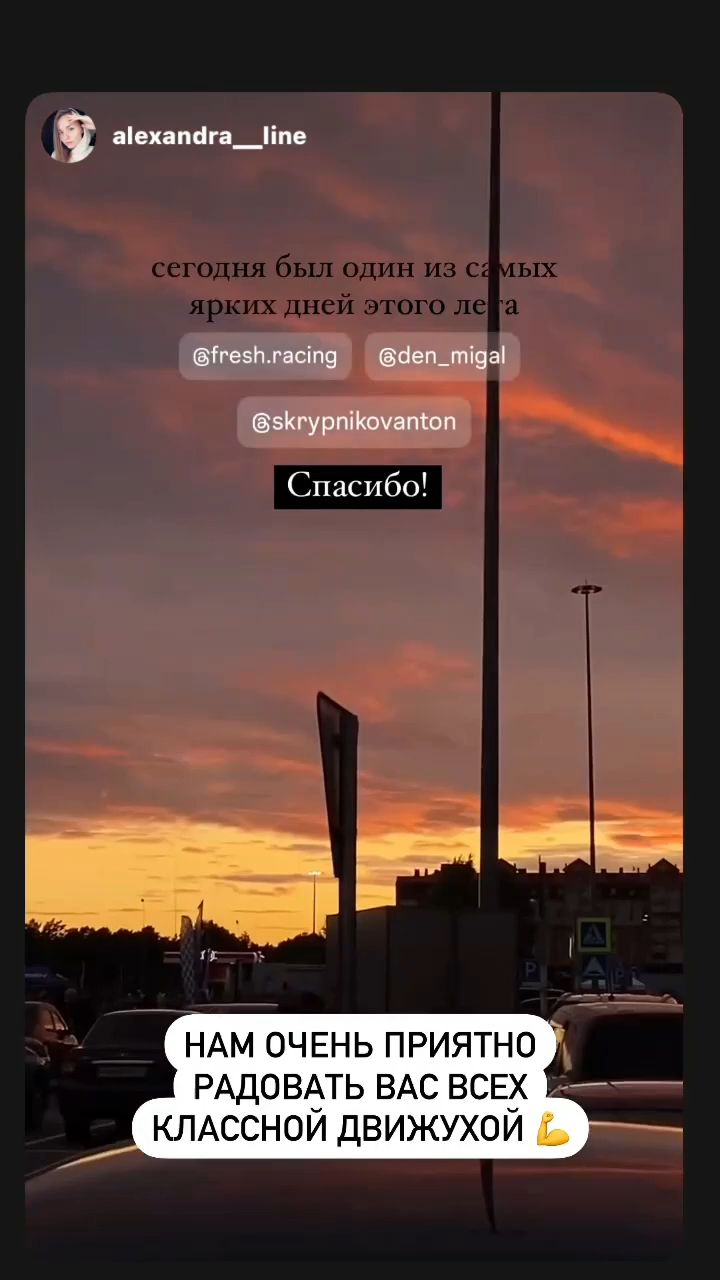 alexandra__line
сегодня был один из самых
ярких дней этого лета
@fresh.racing @den_migal
@skrypnikovanton
Спасибо!
P P
НАМ ОЧЕНЬ ПРИЯТНО
РАДОВАТЬ ВАС ВСЕХ
КЛАССНОЙ ДВИЖУХОЙ 💪